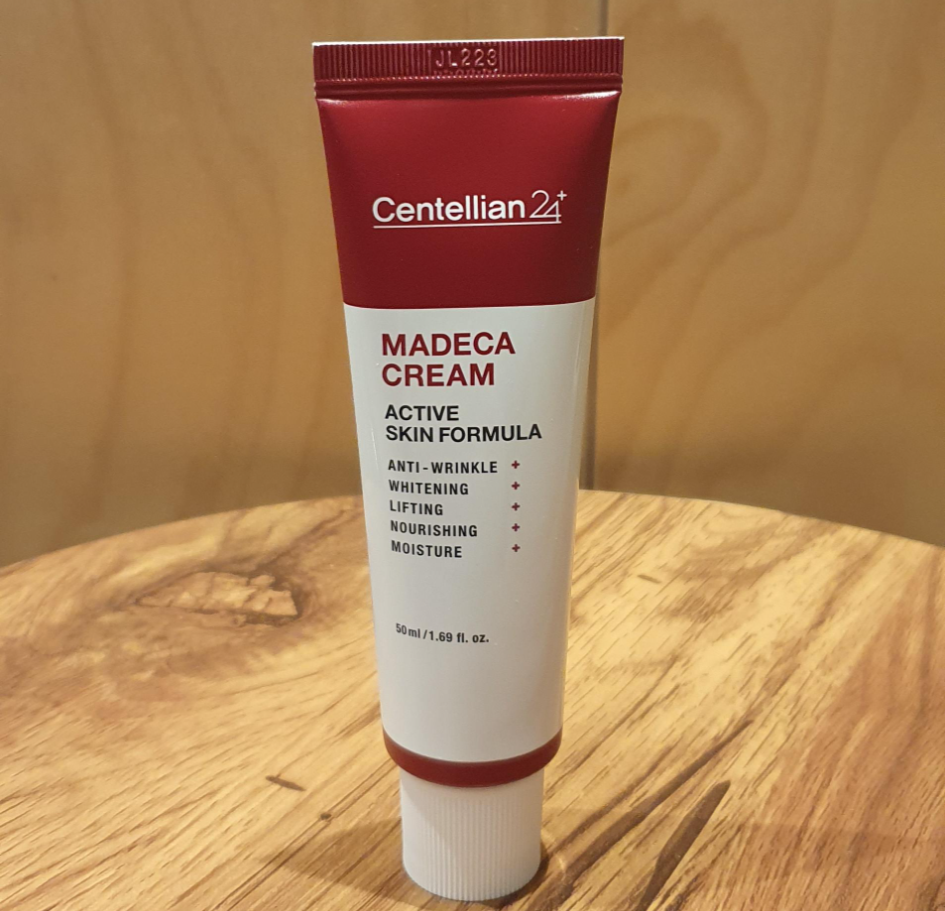 JL223
Centellian24+
MADECA
CREAM
ACTIVE
SKIN FORMULA
ANTI-WRINKLE +
WHITENING +
LIFTING +
NOURISHING +
MOISTURE +
50ml/1.69 fl. oz.